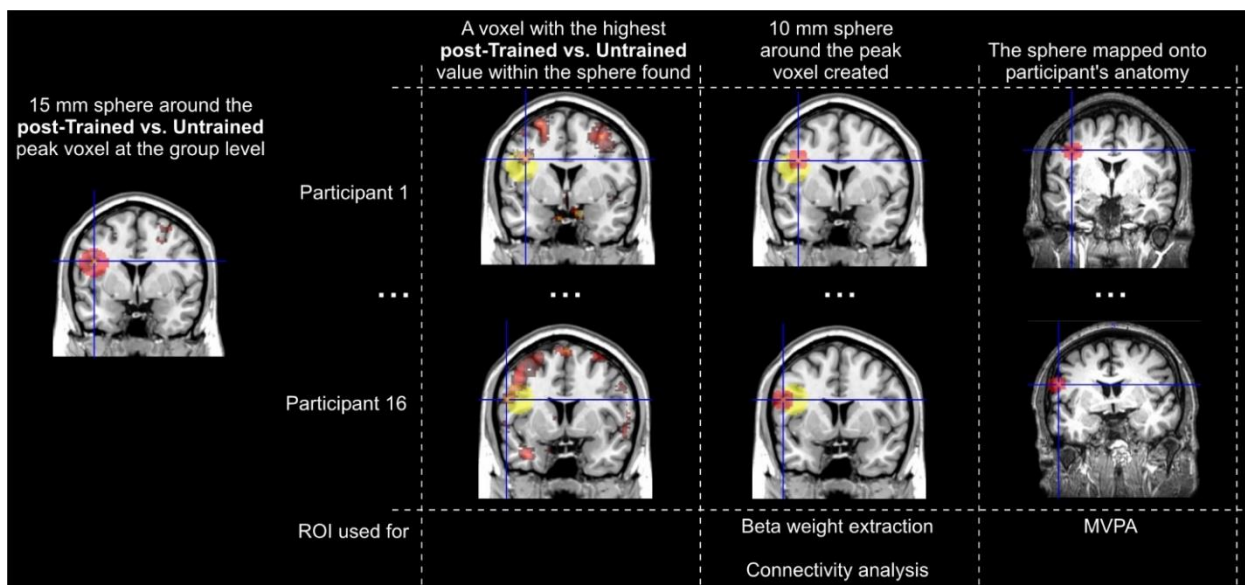 15 mm sphere around the
post-Trained vs. Untrained
peak voxel at the group level
A voxel with the highest
post-Trained vs. Untrained
value within the sphere found
10 mm sphere
around the peak
voxel created
The sphere mapped onto
participant's anatomy
Participant 1
... ... ... ...
Participant 16
ROI used for
Beta weight extraction
MVPA
Connectivity analysis